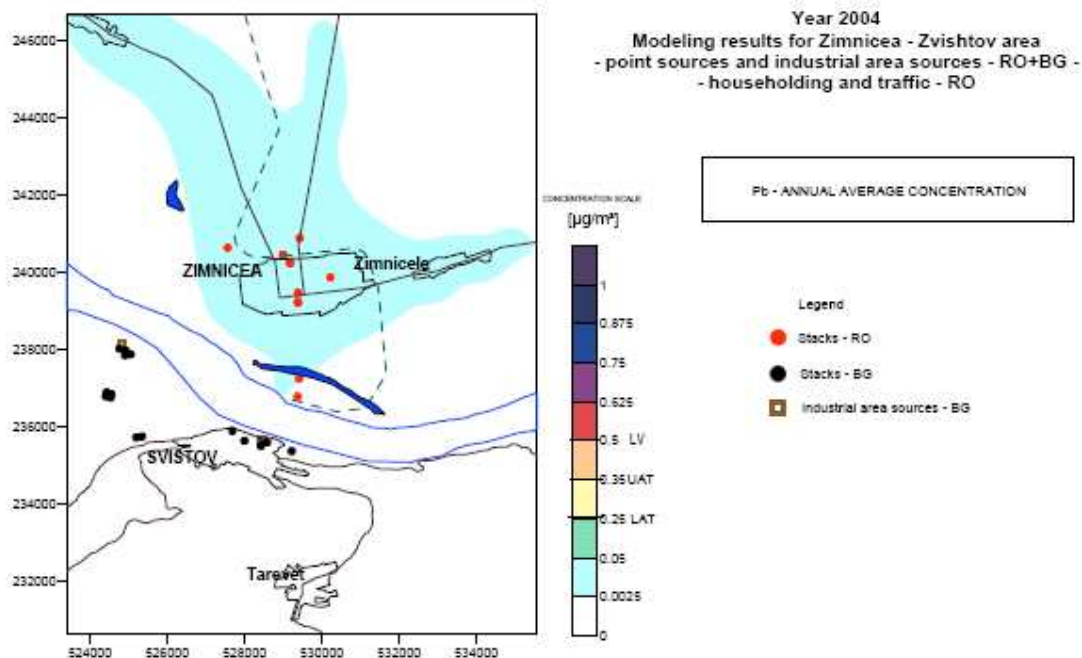 Year 2004
Modeling results for Zimnicea - Zvishtov area
- point sources and industrial area sources - RO+BG -
- householding and traffic - RO
Pb - ANNUAL AVERAGE CONCENTRATION
CONCENTRATION SCALE
[µg/m³]
1
0.875
0.75
0.625
0.5 LV
0.35 UAT
0.25 LAT
0.05
0.0025
0
Legend
Stacks - RO
Stacks - BG
Industrial area sources - BG
246000
244000
242000
240000
238000
236000
234000
232000
ZIMNICEA
Zimnicele
SVISTOV
Tarevet
524000
526000
528000
530000
532000
534000